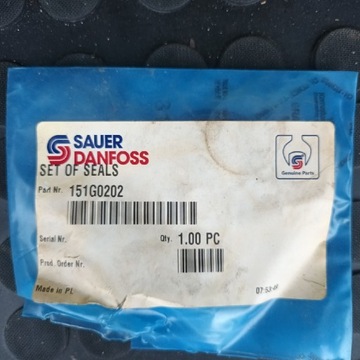 SAUER
DANFOSS
SET OF SEALS
Genuine Parts
Part Nr. 151G0202
Serial Nr.
Qty. 1.00 PC
Prod. Order Nr.
Made in PL